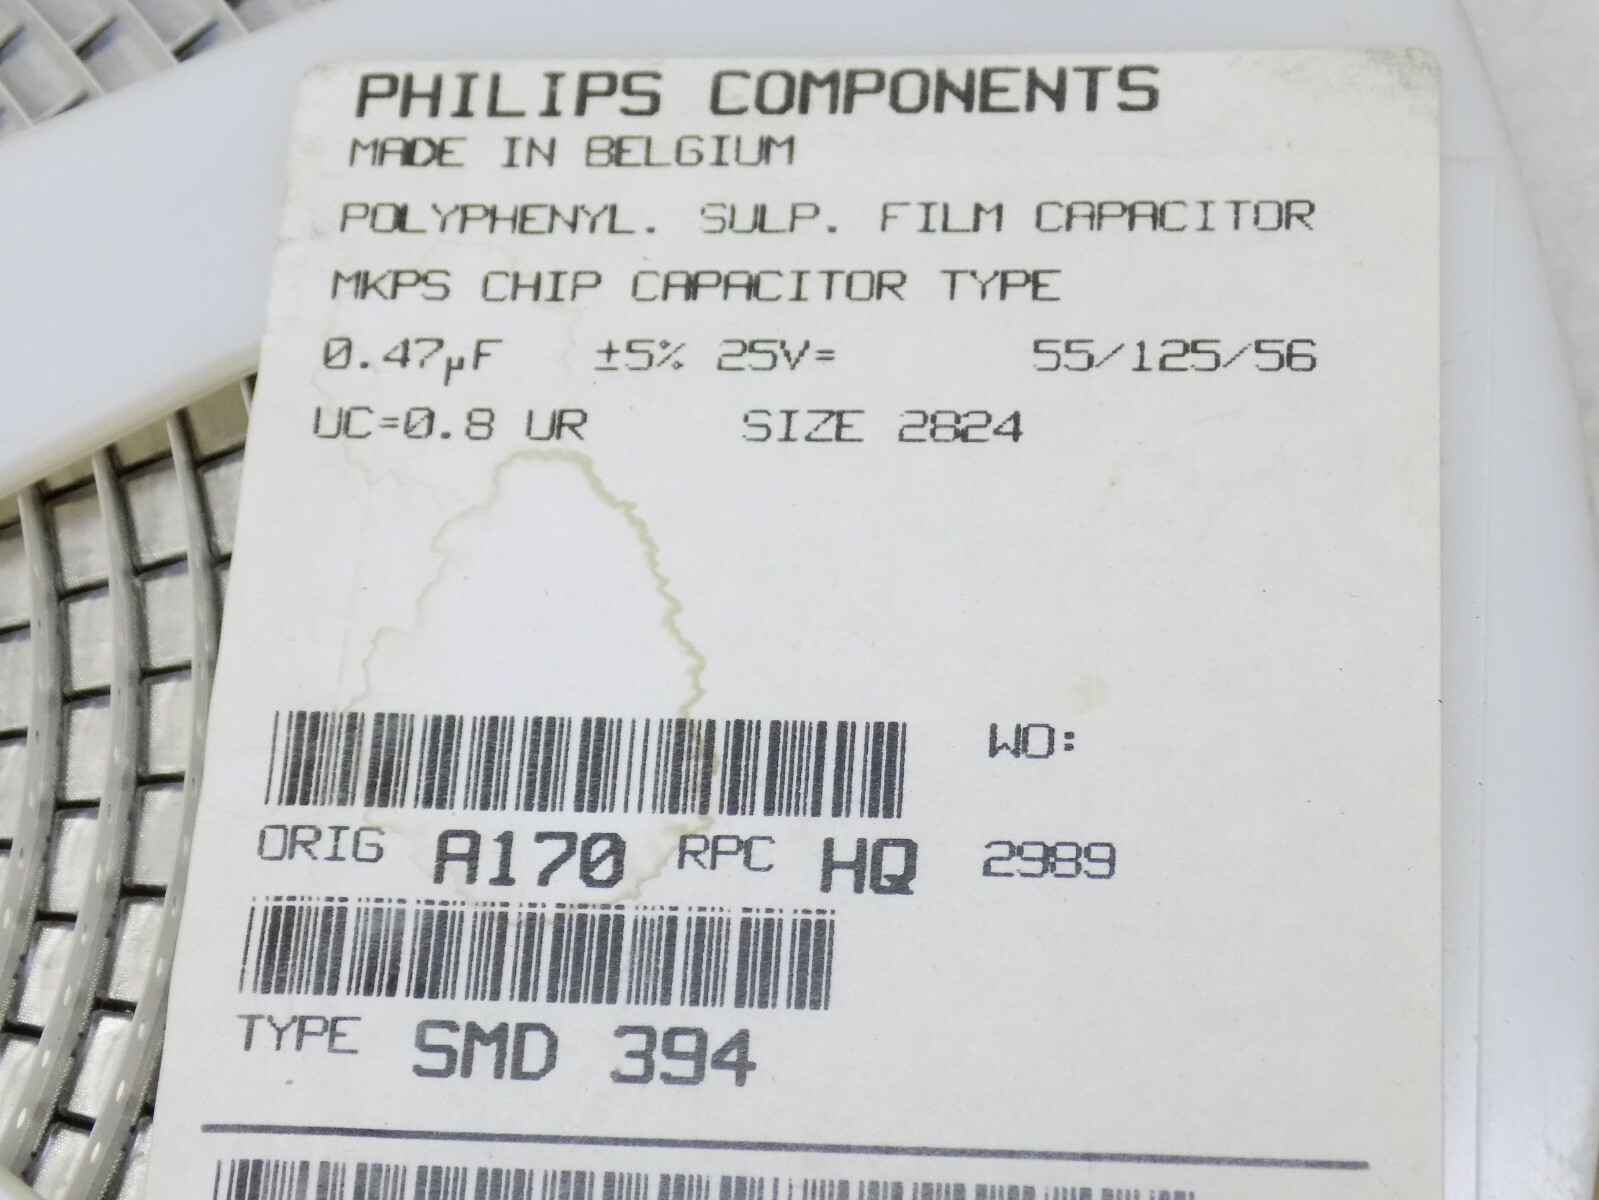 PHILIPS COMPONENTS
MADE IN BELGIUM
POLYPHENYL. SULP. FILM CAPACITOR
MKPS CHIP CAPACITOR TYPE
0.47µF ±5% 25V= 55/125/56
UC=0.8 UR SIZE 2824
WO:
ORIG A170 RPC HQ 2989
TYPE SMD 394